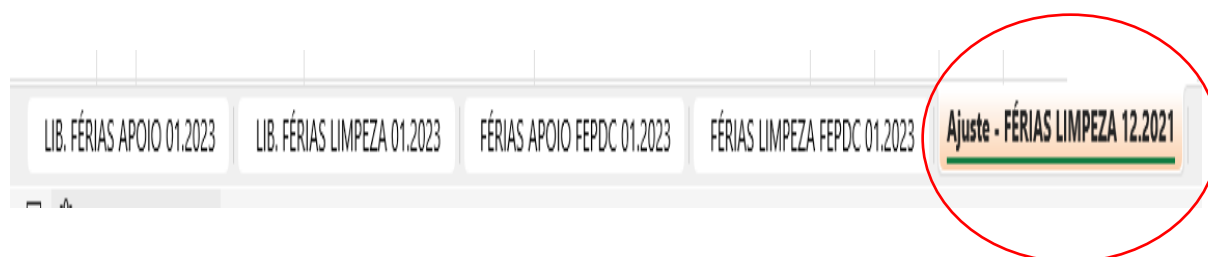 LIB. FÉRIAS APOIO 01.2023
LIB. FÉRIAS LIMPEZA 01.2023
FÉRIAS APOIO FEPDC 01.2023
FÉRIAS LIMPEZA FEPDC 01.2023
Ajuste - FÉRIAS LIMPEZA 12.2021